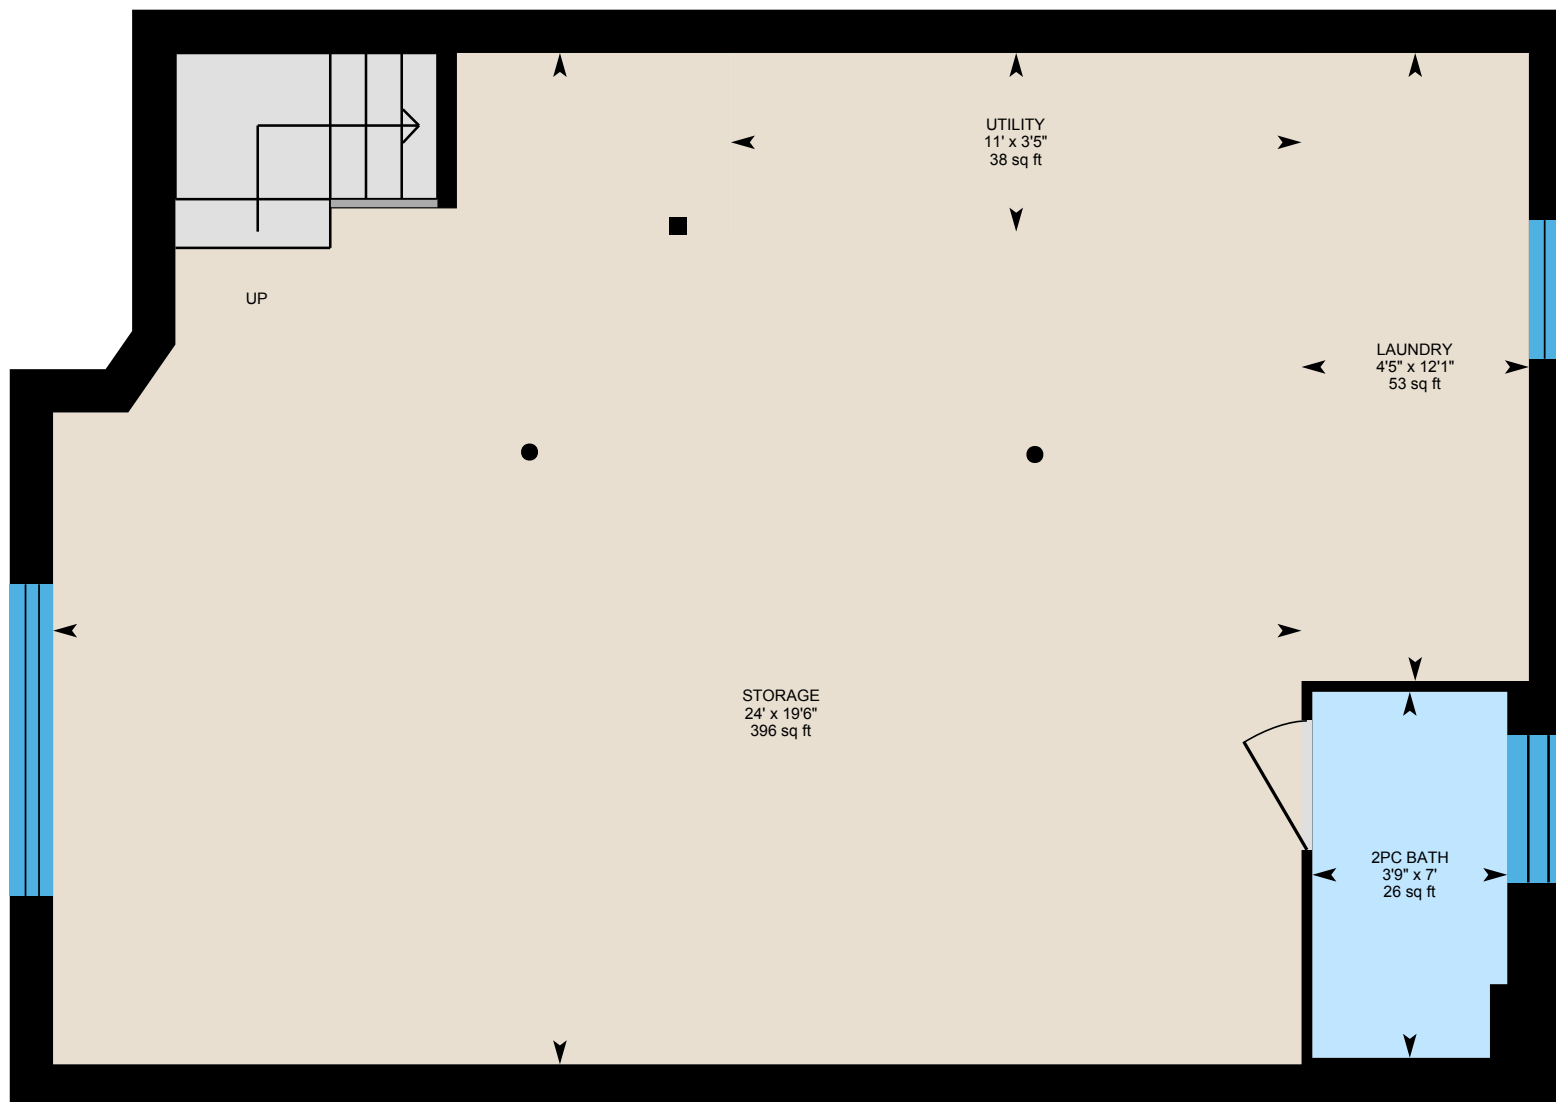 UTILITY
11' x 3'5"
38 sq ft
UP
LAUNDRY
4'5" x 12'1"
53 sq ft
STORAGE
24' x 19'6"
396 sq ft
2PC BATH
3'9" x 7'
26 sq ft